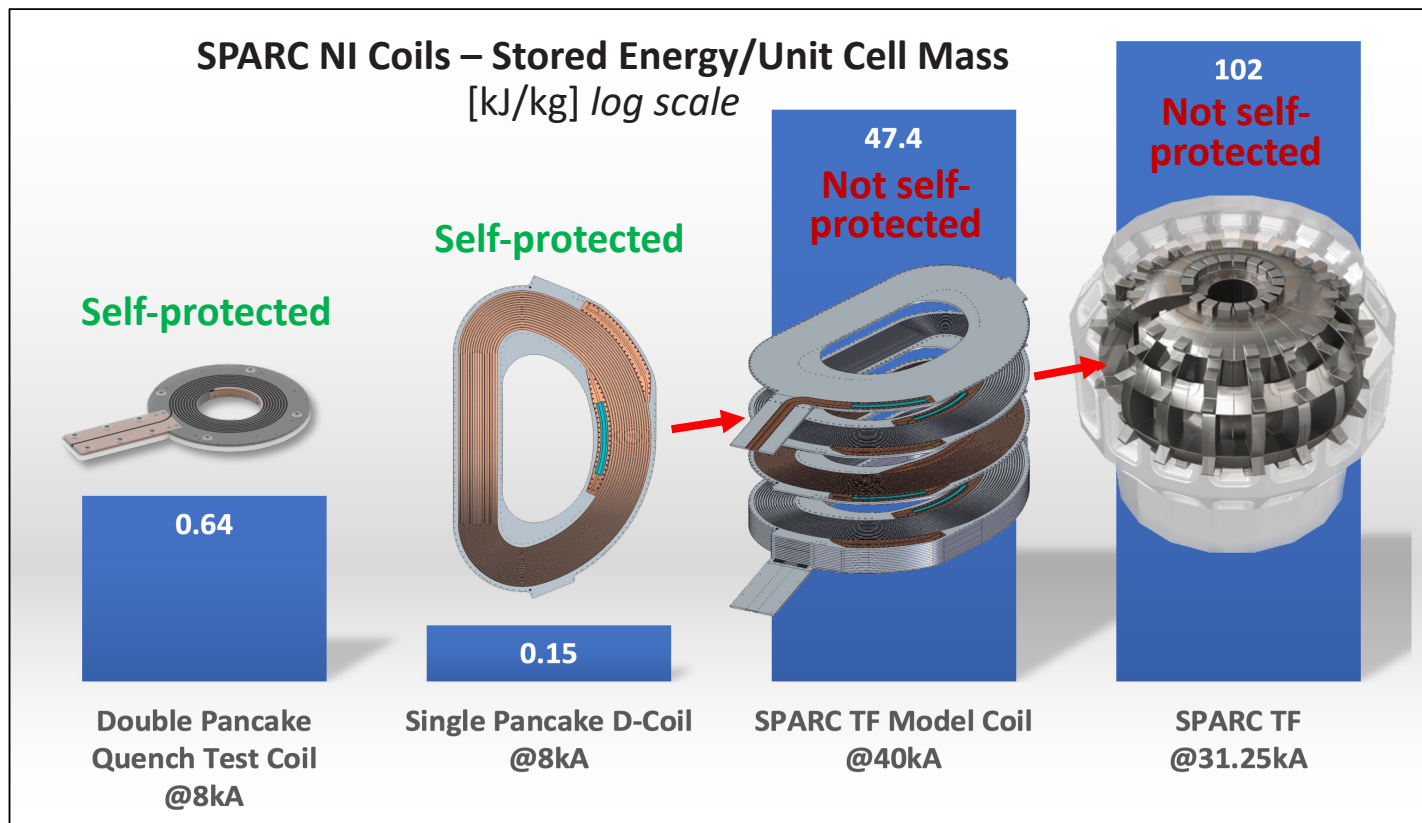 SPARC NI Coils – Stored Energy/Unit Cell Mass
[kJ/kg] log scale
Self-protected
0.64
Double Pancake
Quench Test Coil
@8kA
Self-protected
0.15
Single Pancake D-Coil
@8kA
47.4
Not self-
protected
SPARC TF Model Coil
@40kA
102
Not self-
protected
SPARC TF
@31.25kA